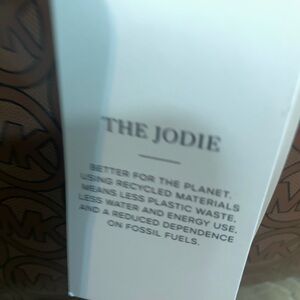 THE JODIE
BETTER FOR THE PLANET.
USING RECYCLED MATERIALS
MEANS LESS PLASTIC WASTE,
LESS WATER AND ENERGY USE,
AND A REDUCED DEPENDENCE
ON FOSSIL FUELS.